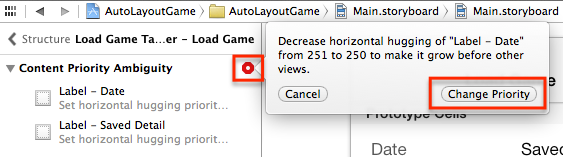 AutoLayoutGame AutoLayoutGame Main.storyboard Main.storyboard
Structure Load Game Ta...er – Load Game
Content Priority Ambiguity
Label – Date
Set horizontal hugging priorit...
Label – Saved Detail
Set horizontal hugging priorit...
Decrease horizontal hugging of "Label – Date"
from 251 to 250 to make it grow before other
views.
Cancel Change Priority
Prototype Cells
Date Saved